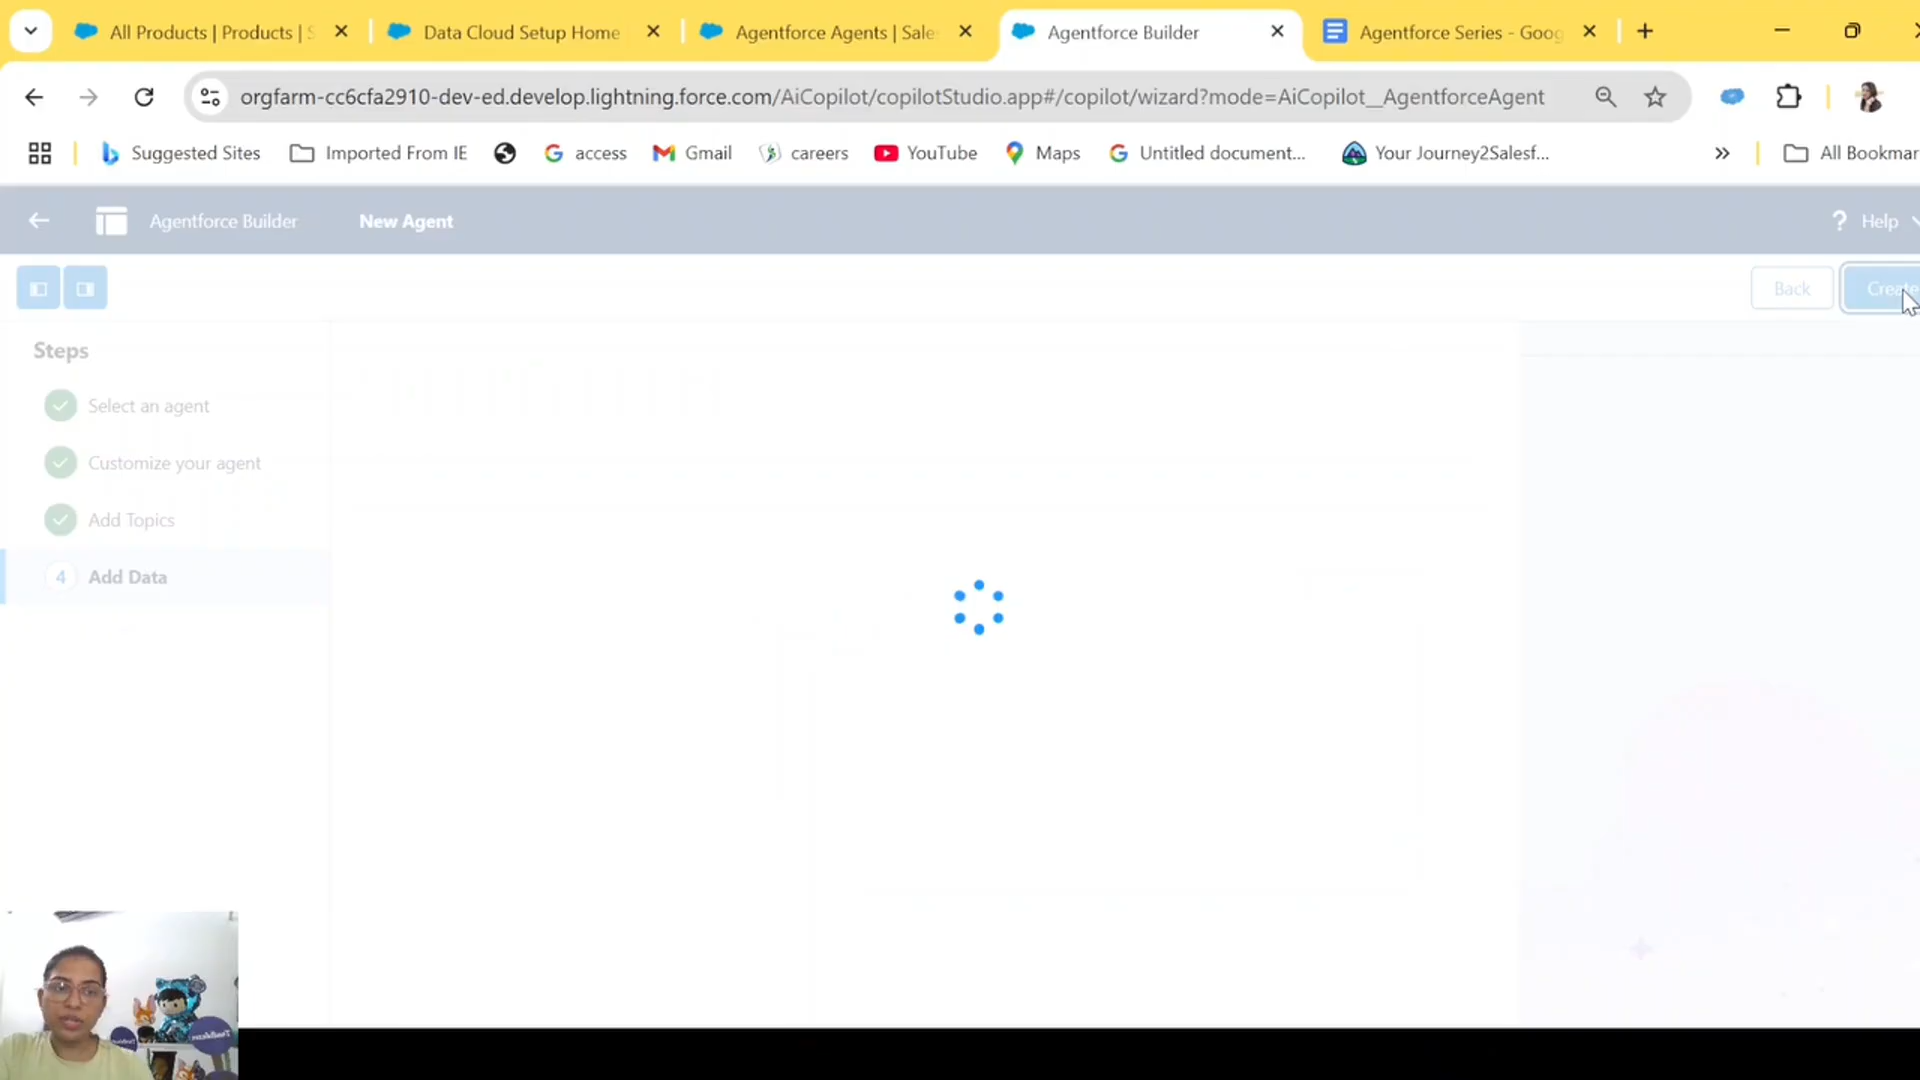 All Products | Products | S
Data Cloud Setup Home
Agentforce Agents | Sale
Agentforce Builder
Agentforce Series - Goog
orgfarm-cc6cfa2910-dev-ed.develop.lightning.force.com/AiCopilot/copilotStudio.app#/copilot/wizard?mode=AiCopilot__AgentforceAgent
Suggested Sites
Imported From IE
access
Gmail
careers
YouTube
Maps
Untitled document...
Your Journey2Salesf...
»
All Bookmar
Agentforce Builder
New Agent
? Help
Back
Create
Steps
Select an agent
Customize your agent
Add Topics
4 Add Data